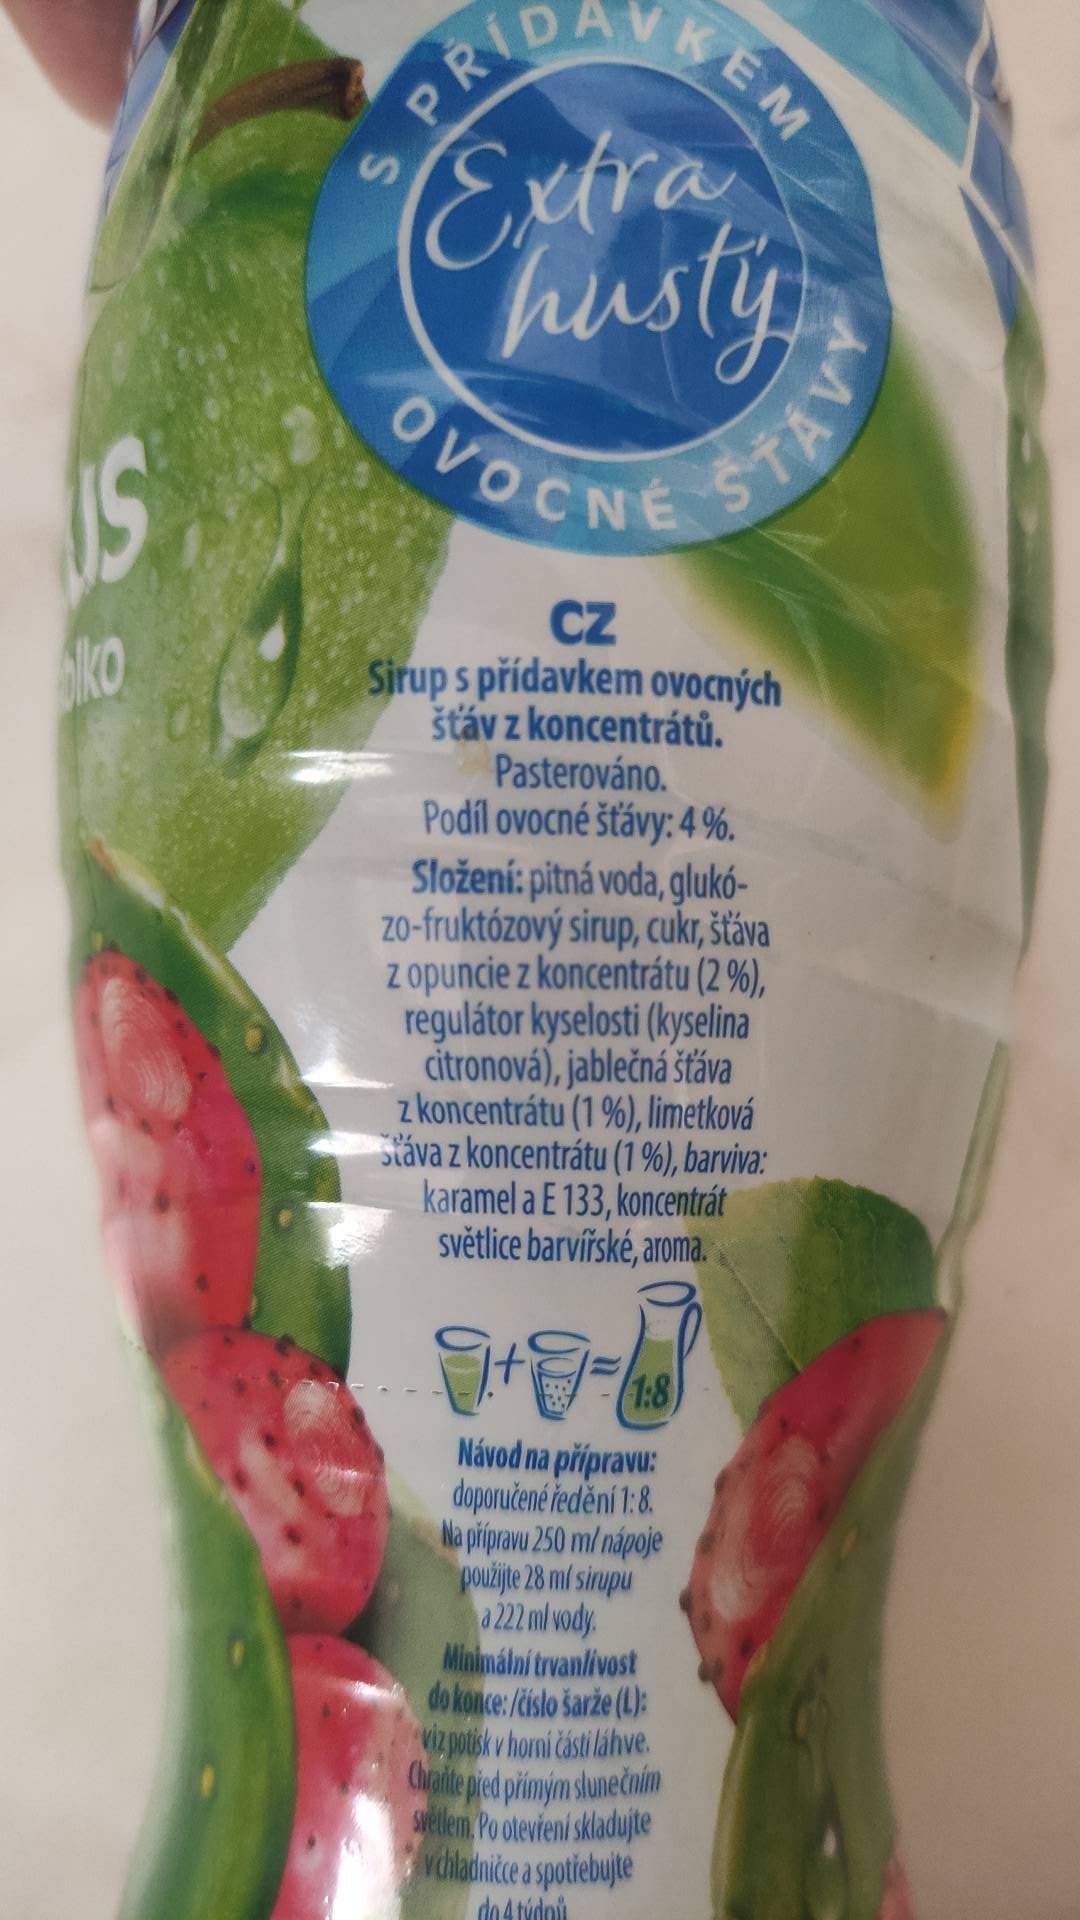 S PŘÍDAVKEM
Extra
hustý
OVOCNÉ ŠŤÁVY
CZ
Sirup s přídavkem ovocných
šťáv z koncentrátů.
Pasterováno.
Podíl ovocné šťávy: 4 %.
Složení: pitná voda, glukó-
zo-fruktózový sirup, cukr, šťáva
z opuncie z koncentrátu (2 %),
regulátor kyselosti (kyselina
citronová), jablečná šťáva
z koncentrátu (1 %), limetková
šťáva z koncentrátu (1 %), barviva:
karamel a E 133, koncentrát
světlice barvířské, aroma.
+ ≈ 1:8
Návod na přípravu:
doporučené ředění 1: 8.
Na přípravu 250 ml nápoje
použijte 28 ml sirupu
a 222 ml vody.
Minimální trvanlivost
do konce: /číslo šarže (L):
viz potisk v horní části láhve.
Chraňte před přímým slunečním
světlem. Po otevření skladujte
v chladničce a spotřebujte
do 4 týdnů